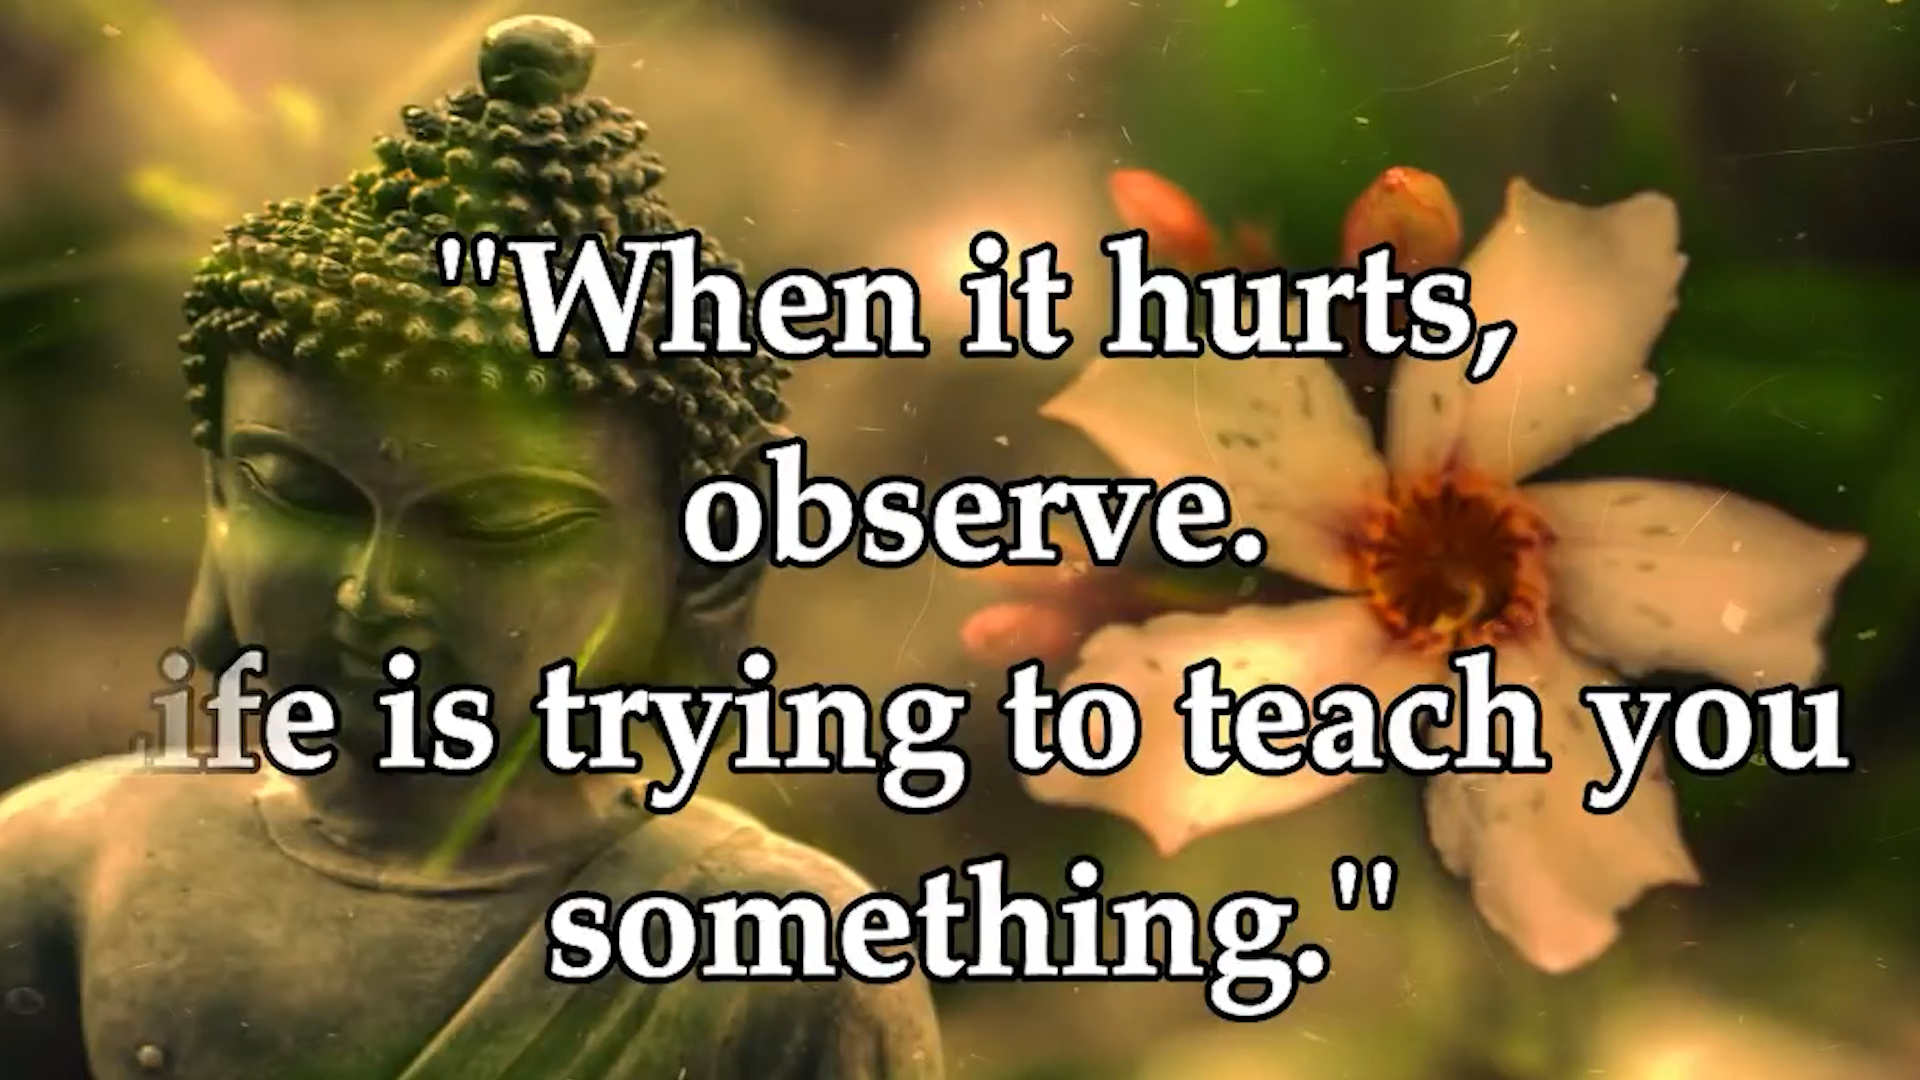 "When it hurts,
observe.
ife is trying to teach you
something."